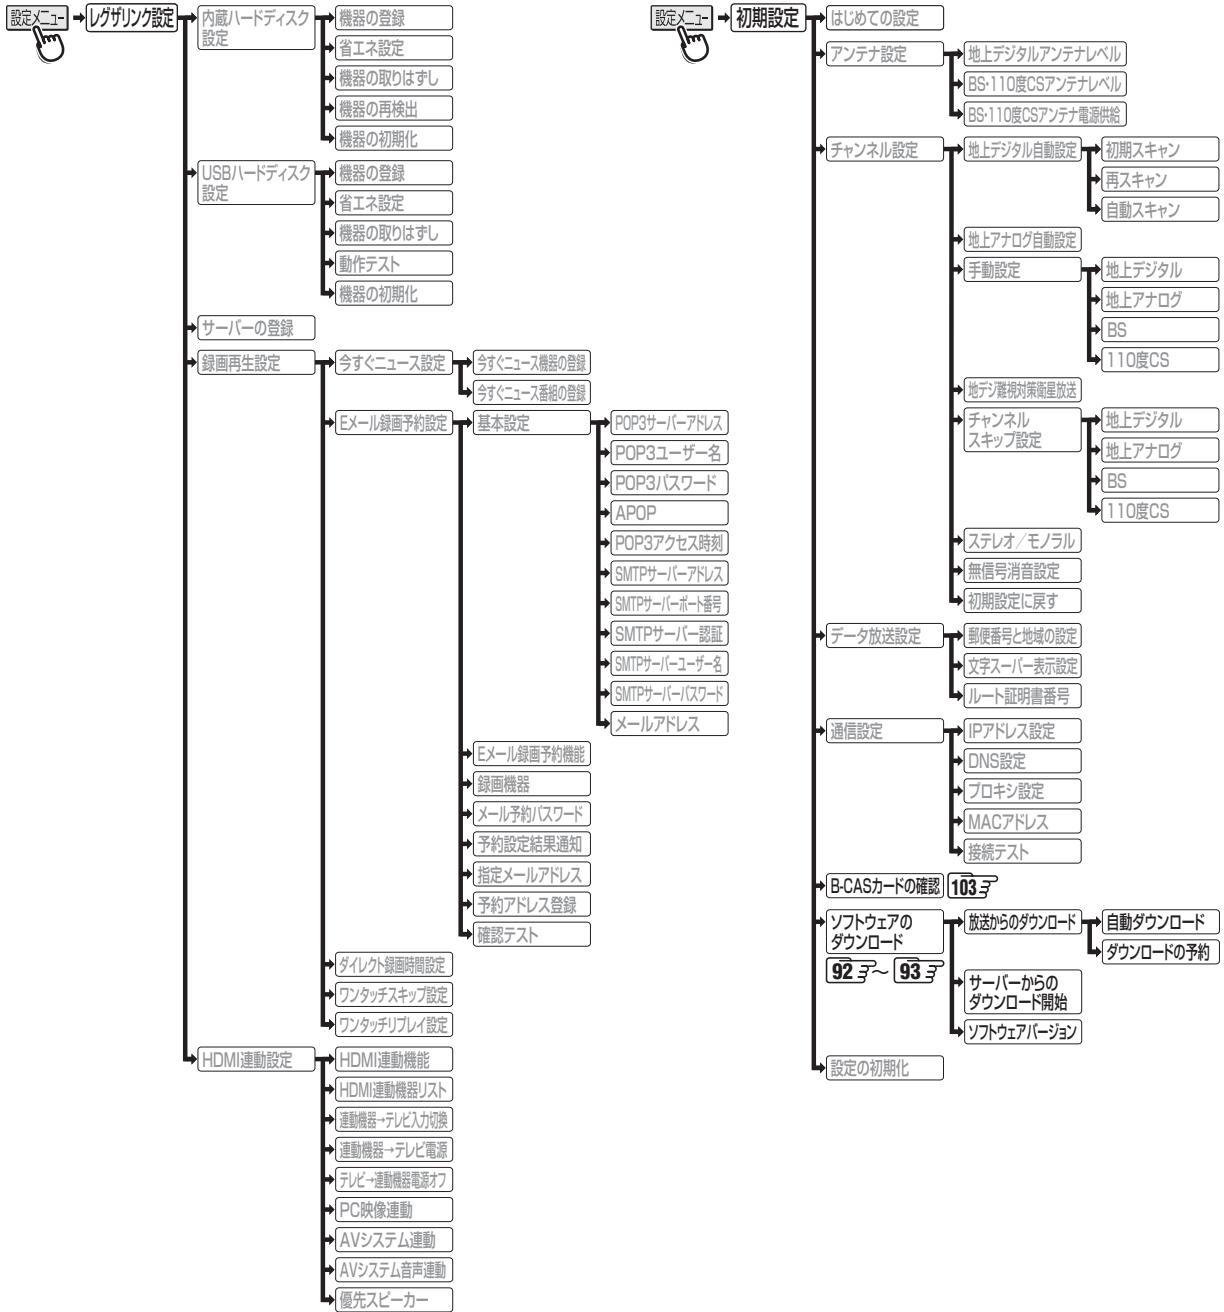 設定メニュー
レグザリンク設定
内蔵ハードディスク
設定
機器の登録
省エネ設定
機器の取りはずし
機器の再検出
機器の初期化
USBハードディスク
設定
機器の登録
省エネ設定
機器の取りはずし
動作テスト
機器の初期化
サーバーの登録
録画再生設定
今すぐニュース設定
今すぐニュース機器の登録
今すぐニュース番組の登録
Eメール録画予約設定
基本設定
POP3サーバーアドレス
POP3ユーザー名
POP3パスワード
APOP
POP3アクセス時刻
SMTPサーバーアドレス
SMTPサーバーポート番号
SMTPサーバー認証
SMTPサーバーユーザー名
SMTPサーバーパスワード
メールアドレス
Eメール録画予約機能
録画機器
メール予約パスワード
予約設定結果通知
指定メールアドレス
予約アドレス登録
確認テスト
ダイレクト録画時間設定
ワンタッチスキップ設定
ワンタッチリプレイ設定
HDMI連動設定
HDMI連動機能
HDMI連動機器リスト
連動機器→テレビ入力切換
連動機器→テレビ電源
テレビ→連動機器電源オフ
PC映像連動
AVシステム連動
AVシステム音声連動
優先スピーカー
設定メニュー
初期設定
はじめての設定
アンテナ設定
地上デジタルアンテナレベル
BS・110度CSアンテナレベル
BS・110度CSアンテナ電源供給
チャンネル設定
地上デジタル自動設定
初期スキャン
再スキャン
自動スキャン
地上アナログ自動設定
手動設定
地上デジタル
地上アナログ
BS
110度CS
地デジ難視対策衛星放送
チャンネル
スキップ設定
地上デジタル
地上アナログ
BS
110度CS
ステレオ/モノラル
無信号消音設定
初期設定に戻す
データ放送設定
郵便番号と地域の設定
文字スーパー表示設定
ルート証明書番号
通信設定
IPアドレス設定
DNS設定
プロキシ設定
MACアドレス
接続テスト
B-CASカードの確認 103
ソフトウェアの
ダウンロード
92 ~ 93
放送からのダウンロード
自動ダウンロード
ダウンロードの予約
サーバーからの
ダウンロード開始
ソフトウェアバージョン
設定の初期化